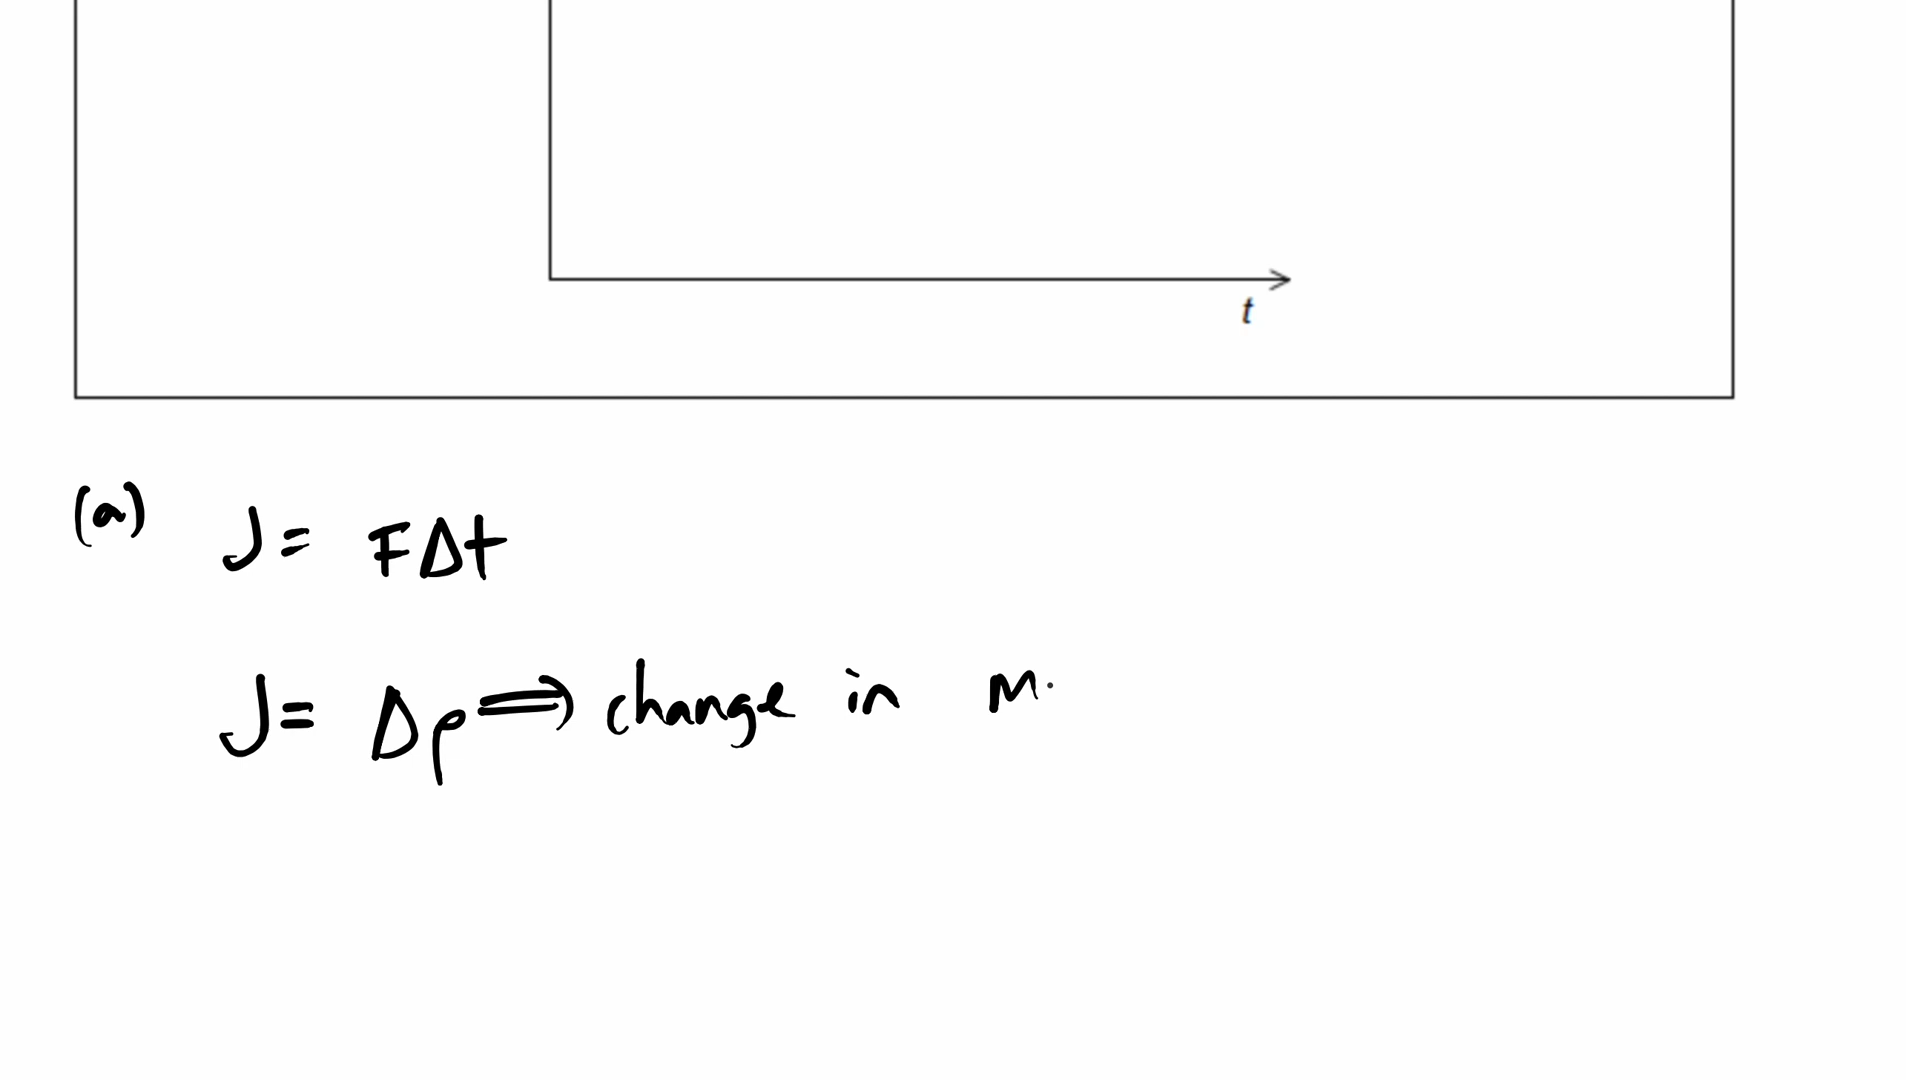 t
(a) J = FΔt
J = Δp ⟹ change in m